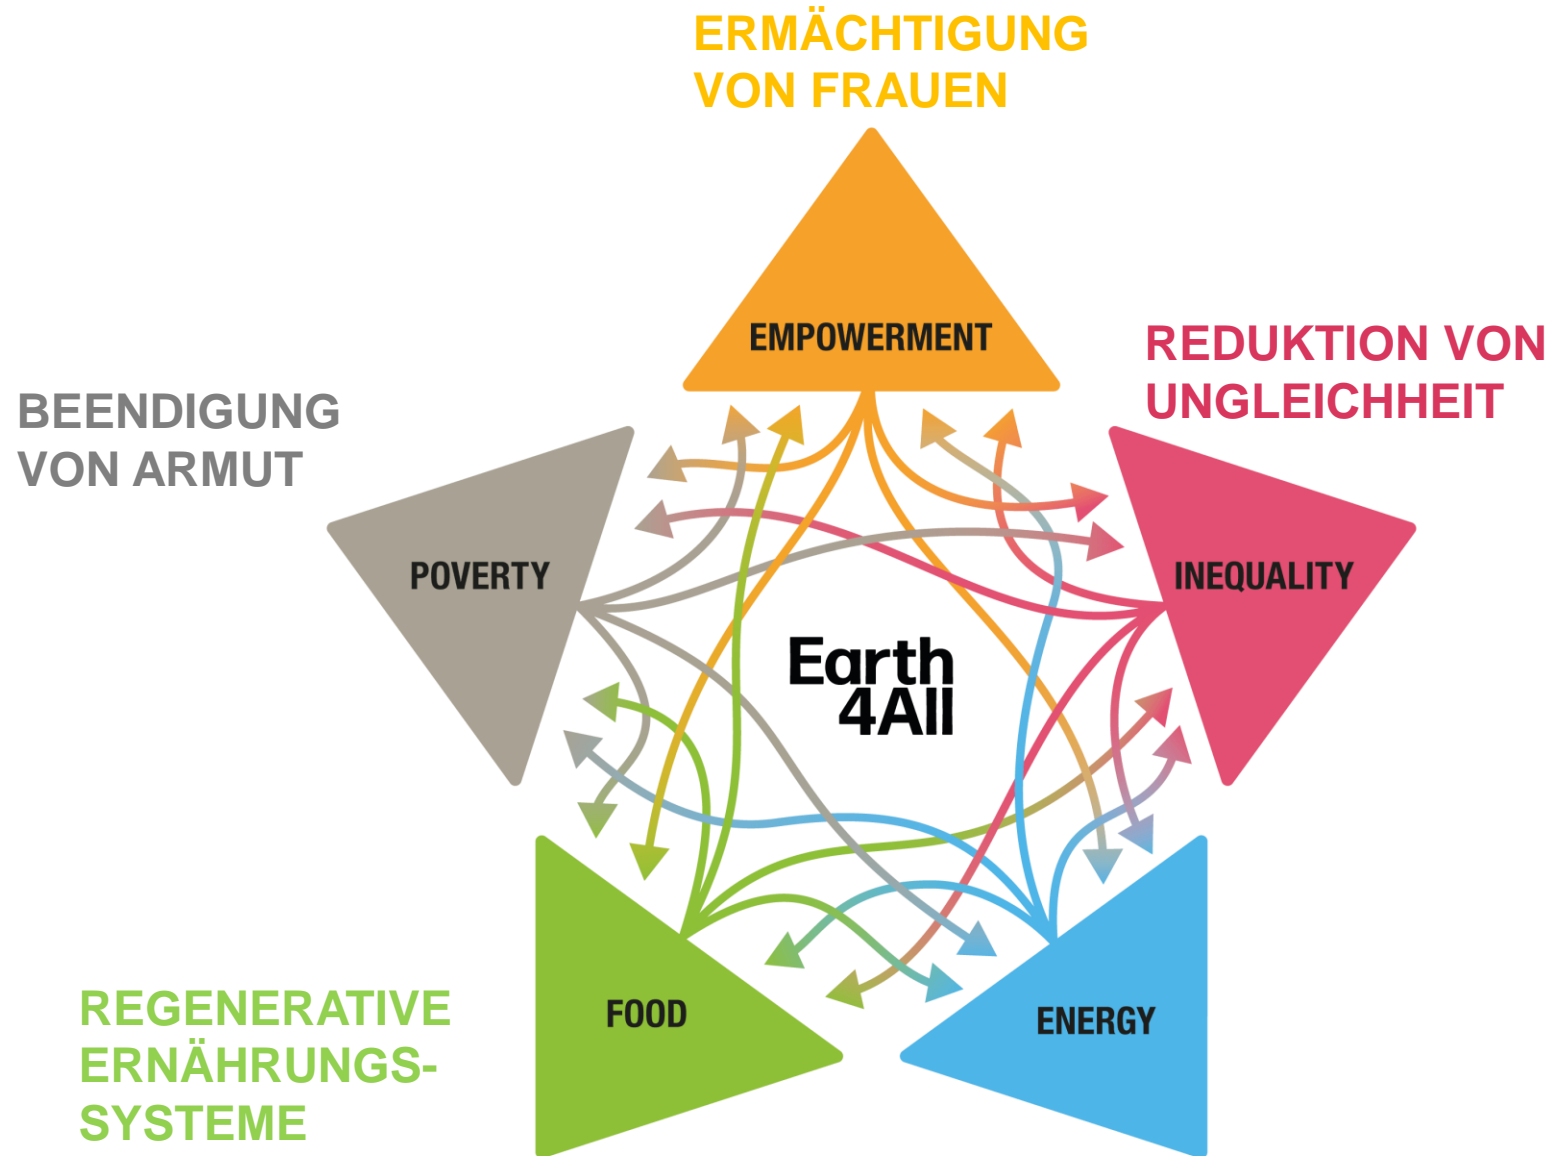 ERMÄCHTIGUNG
VON FRAUEN
EMPOWERMENT
REDUKTION VON
UNGLEICHHEIT
BEENDIGUNG
VON ARMUT
POVERTY
INEQUALITY
Earth
4All
FOOD
ENERGY
REGENERATIVE
ERNÄHRUNGS-
SYSTEME